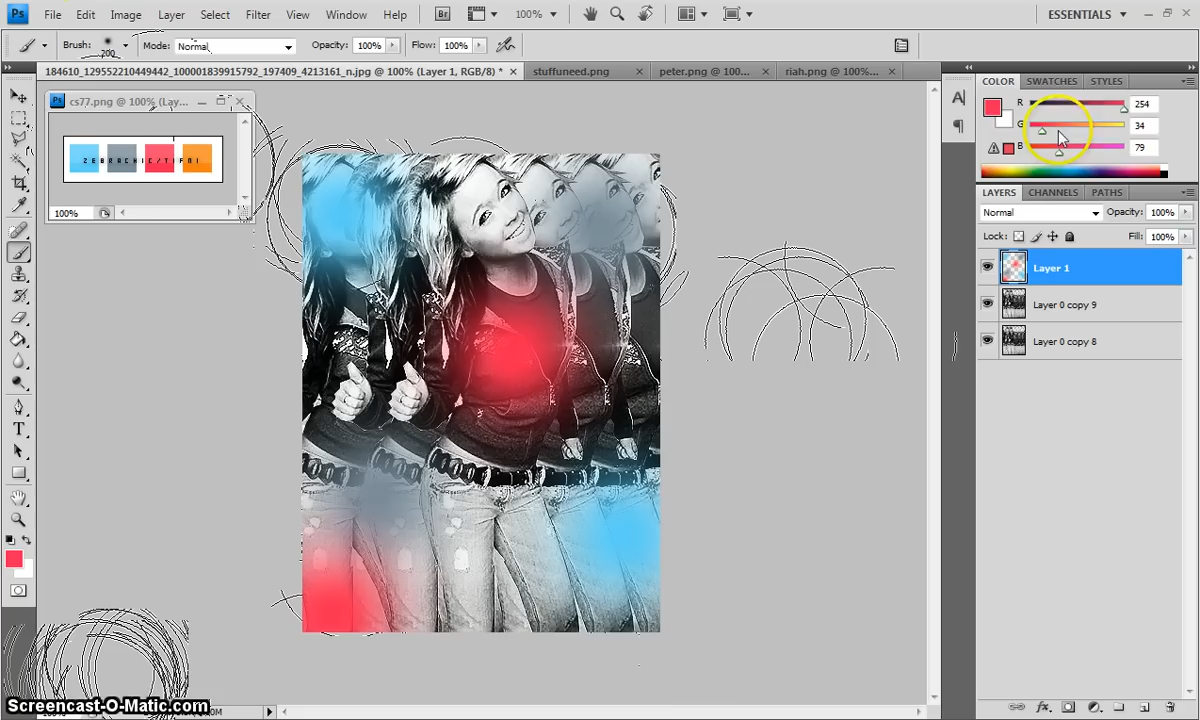 Ps File Edit Image Layer Select Filter View Window Help Br 100% ESSENTIALS
Brush: 200 Mode: Normal Opacity: 100% Flow: 100%
184610_129552210449442_100001839915792_197409_4213161_n.jpg @ 100% (Layer 1, RGB/8) * stuffuneed.png peter.png @ 100... riah.png @ 100%...
COLOR SWATCHES STYLES
Ps cs77.png @ 100% (Lay...
R 254
G 34
B 79
ZEBRACHIC/TIFNI
100%
LAYERS CHANNELS PATHS
Normal Opacity: 100%
Lock: Fill: 100%
Layer 1
Layer 0 copy 9
Layer 0 copy 8
Screencast-O-Matic.com